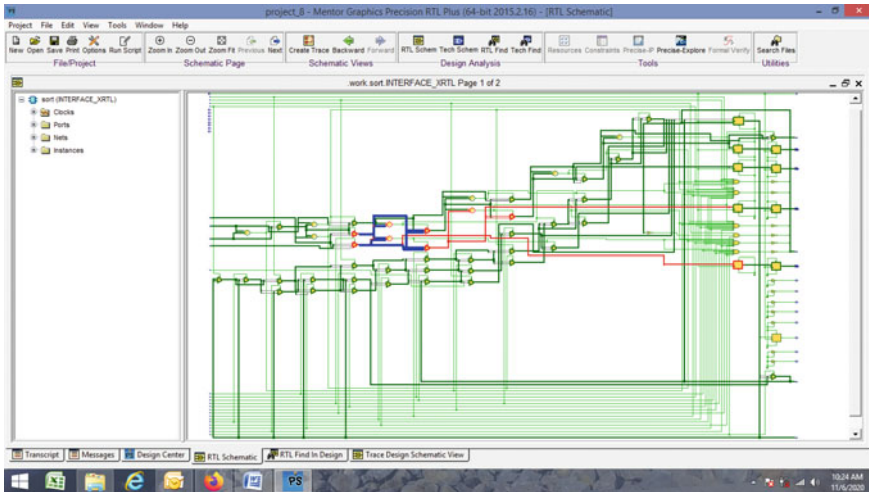 project_8 - Mentor Graphics Precision RTL Plus (64-bit 2015.2.16) - [RTL Schematic]
Project File Edit View Tools Window Help
New Open Save Print Options Run Script Zoom In Zoom Out Zoom Fit Previous Next Create Trace Backward Forward RTL Schem Tech Schem RTL Find Tech Find Resources Constraints Precise-IP Precise-Explore Formal Verify Search Files
File/Project Schematic Page Schematic Views Design Analysis Tools Utilities
.work.sort.INTERFACE_XRTL Page 1 of 2
sort (INTERFACE_XRTL)
Clocks
Ports
Nets
Instances
Transcript Messages Design Center RTL Schematic RTL Find In Design Trace Design Schematic View
PS
10:24 AM
11/6/2020